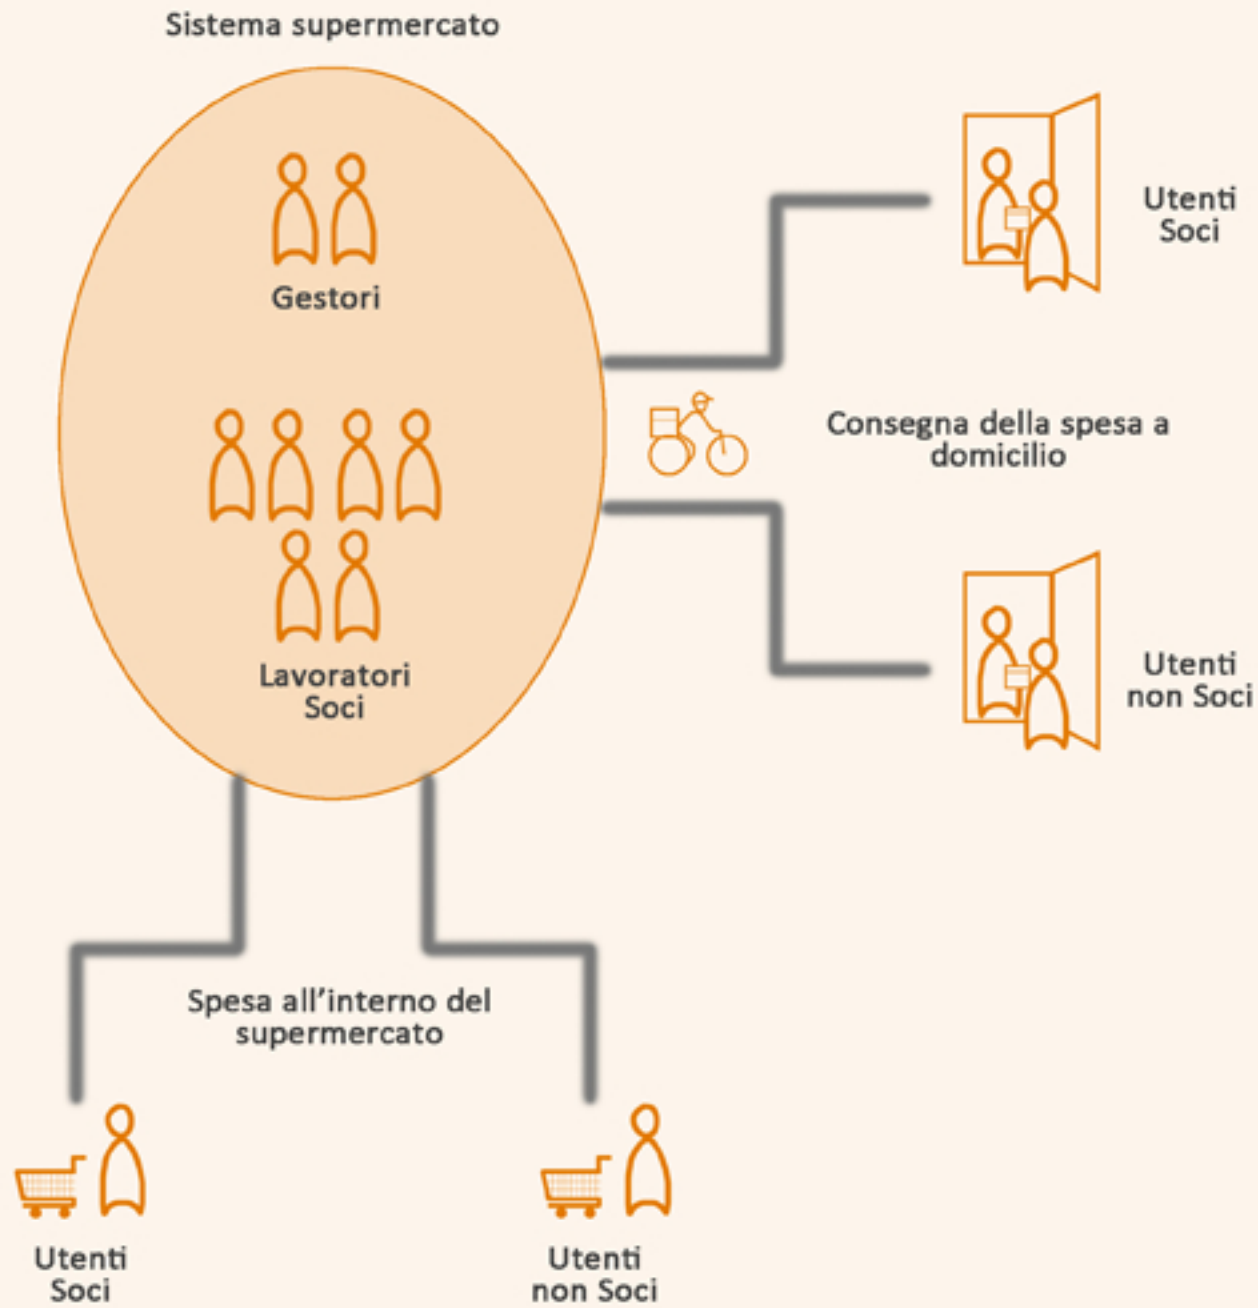 Sistema supermercato
Gestori
Lavoratori
Soci
Utenti
Soci
Consegna della spesa a
domicilio
Utenti
non Soci
Spesa all'interno del
supermercato
Utenti
Soci
Utenti
non Soci